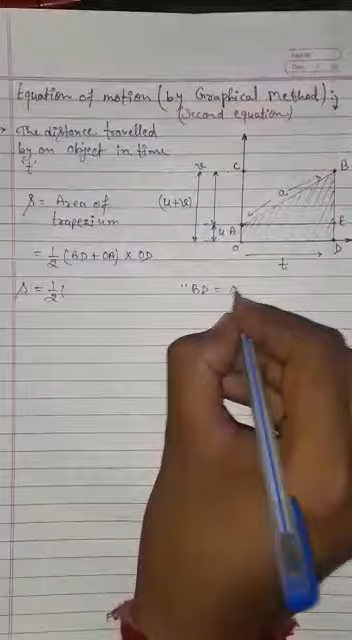 Equation of motion (by Graphical Method) :-
(Second equation)
→ The distance travelled
by an object in time
't'
S = Area of
trapezium
= 1/2 (BD + OA) × OD
S = 1/2 (
"BD =
v
C
B
a
(u+v)
u
A
E
O
D
t